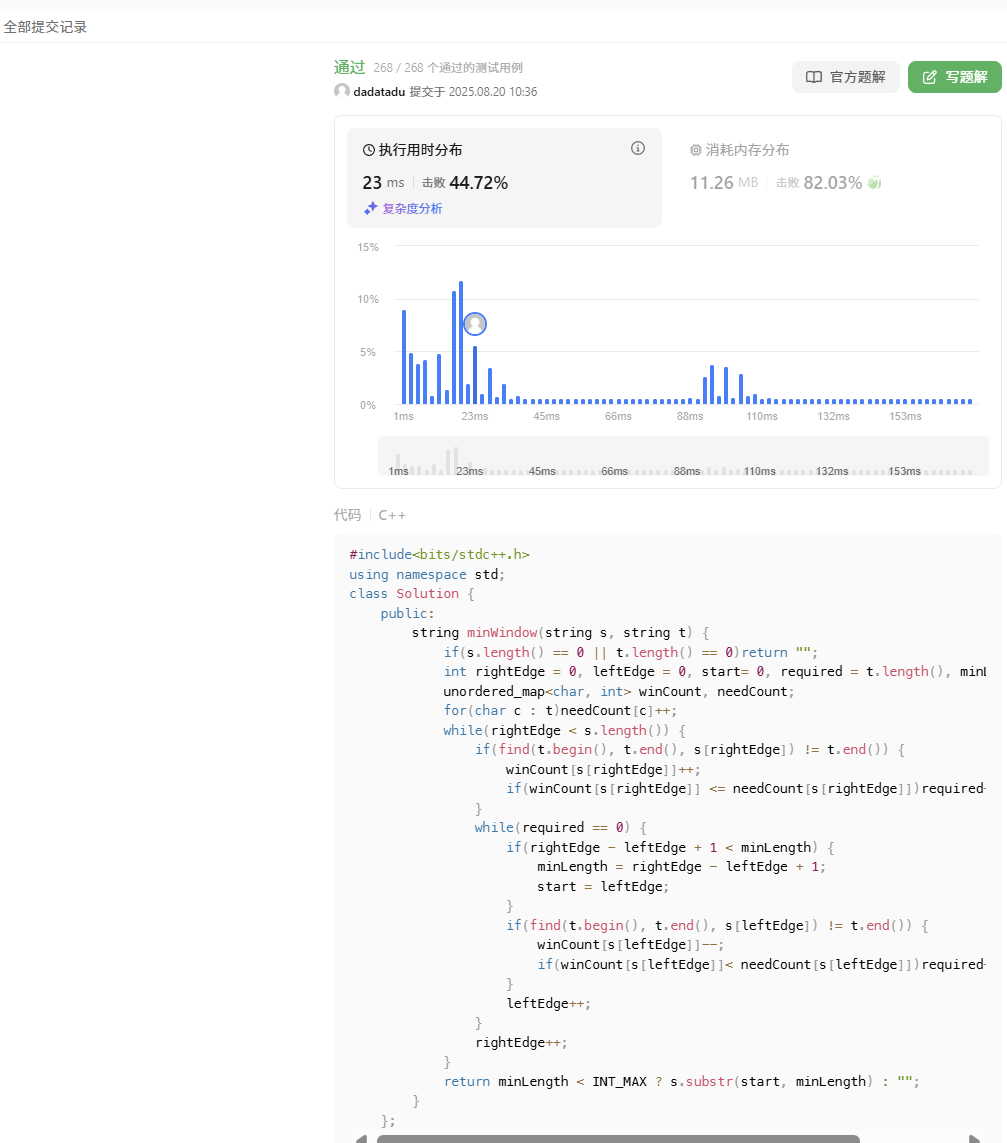 全部提交记录
通过 268 / 268 个通过的测试用例
dadatadu 提交于 2025.08.20 10:36
官方题解
写题解
执行用时分布
23 ms 击败 44.72%
复杂度分析
消耗内存分布
11.26 MB 击败 82.03%
15%
10%
5%
0%
1ms 23ms 45ms 66ms 88ms 110ms 132ms 153ms
1ms 23ms 45ms 66ms 88ms 110ms 132ms 153ms
代码 C++
#include<bits/stdc++.h>
using namespace std;
class Solution {
    public:
        string minWindow(string s, string t) {
            if(s.length() == 0 || t.length() == 0)return "";
            int rightEdge = 0, leftEdge = 0, start= 0, required = t.length(), minL
            unordered_map<char, int> winCount, needCount;
            for(char c : t)needCount[c]++;
            while(rightEdge < s.length()) {
                if(find(t.begin(), t.end(), s[rightEdge]) != t.end()) {
                    winCount[s[rightEdge]]++;
                    if(winCount[s[rightEdge]] <= needCount[s[rightEdge]])required-
                }
                while(required == 0) {
                    if(rightEdge - leftEdge + 1 < minLength) {
                        minLength = rightEdge - leftEdge + 1;
                        start = leftEdge;
                    }
                    if(find(t.begin(), t.end(), s[leftEdge]) != t.end()) {
                        winCount[s[leftEdge]]--;
                        if(winCount[s[leftEdge]]< needCount[s[leftEdge]])required
                    }
                    leftEdge++;
                }
                rightEdge++;
            }
            return minLength < INT_MAX ? s.substr(start, minLength) : "";
        }
    };